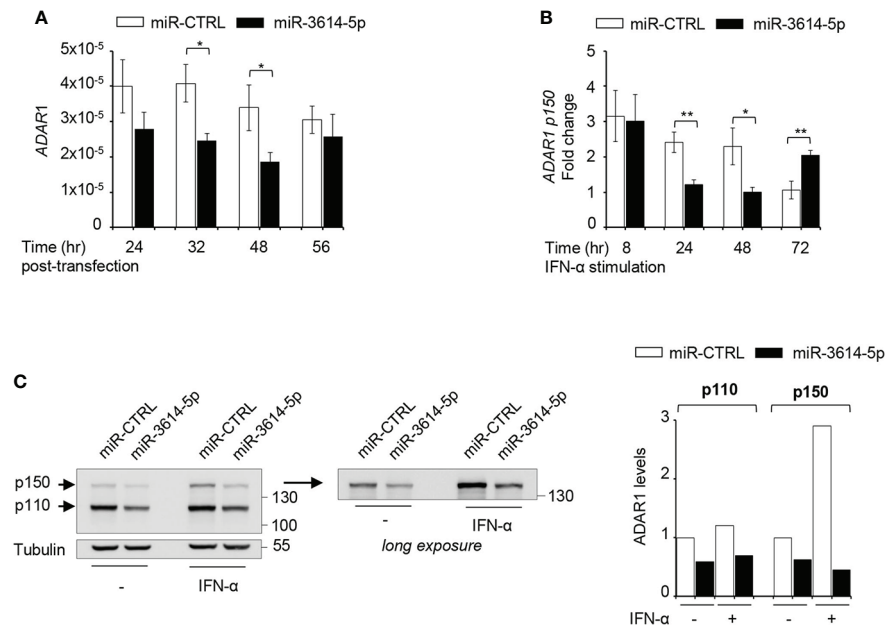 A
miR-CTRL miR-3614-5p
ADAR1
5x10-5
4x10-5
3x10-5
2x10-5
1x10-5
0
* *
Time (hr) 24 32 48 56
post-transfection
B
miR-CTRL miR-3614-5p
ADAR1 p150
Fold change
5
4
3
2
1
0
** * **
Time (hr) 8 24 48 72
IFN-α stimulation
C
miR-CTRL miR-3614-5p miR-CTRL miR-3614-5p
p150
p110
130
100
Tubulin 55
- IFN-α
miR-CTRL miR-3614-5p miR-CTRL miR-3614-5p
130
- IFN-α
long exposure
miR-CTRL miR-3614-5p
p110 p150
ADAR1 levels
3
2
1
0
IFN-α - + - +